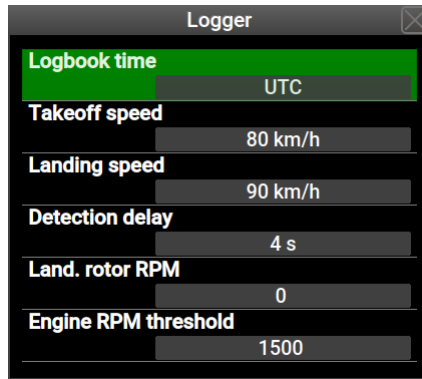 Logger
Logbook time
UTC
Takeoff speed
80 km/h
Landing speed
90 km/h
Detection delay
4 s
Land. rotor RPM
0
Engine RPM threshold
1500